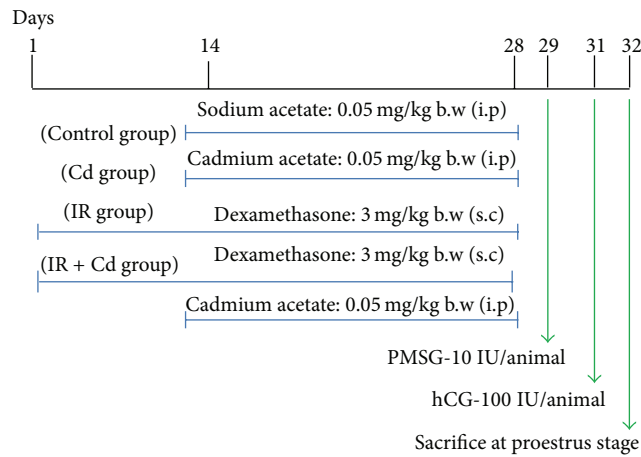 Days
1 14 28 29 31 32
Sodium acetate: 0.05 mg/kg b.w (i.p)
(Control group)
Cadmium acetate: 0.05 mg/kg b.w (i.p)
(Cd group)
(IR group)
Dexamethasone: 3 mg/kg b.w (s.c)
Dexamethasone: 3 mg/kg b.w (s.c)
(IR + Cd group)
Cadmium acetate: 0.05 mg/kg b.w (i.p)
PMSG-10 IU/animal
hCG-100 IU/animal
Sacrifice at proestrus stage